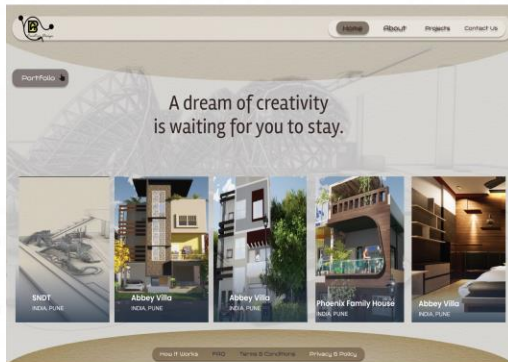 Home About Projects Contact Us
Portfolio
A dream of creativity
is waiting for you to stay.
SNDT
INDIA, PUNE
Abbey Villa
INDIA, PUNE
Abbey Villa
INDIA, PUNE
Phoenix Family House
INDIA, PUNE
Abbey Villa
INDIA, PUNE
How It Works FAQ Terms & Conditions Privacy & Policy